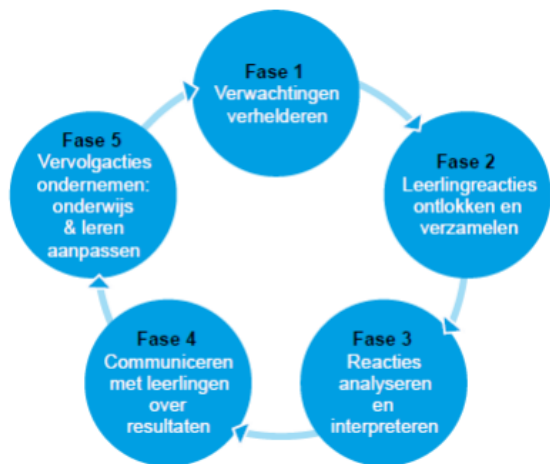 Fase 1
Verwachtingen
verhelderen
Fase 2
Leerlingreacties
ontlokken en
verzamelen
Fase 3
Reacties
analyseren
en
interpreteren
Fase 4
Communiceren
met leerlingen
over
resultaten
Fase 5
Vervolgacties
ondernemen:
onderwijs
& leren
aanpassen